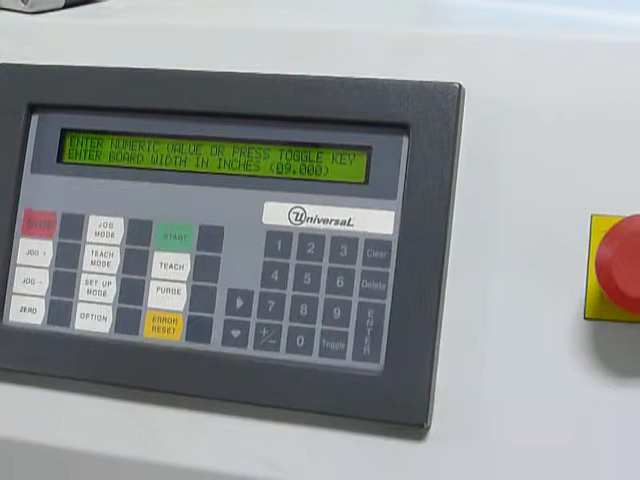 ENTER NUMERIC VALUE OR PRESS TOGGLE KEY
ENTER BOARD WIDTH IN INCHES (09.000)
Universal
STOP
JOG MODE
START
JOG +
TEACH MODE
TEACH
JOG -
SET UP MODE
PURGE
ZERO
OPTION
ERROR RESET
1 2 3 Clear
4 5 6 Delete
7 8 9 ENTER
+/- 0 Toggle